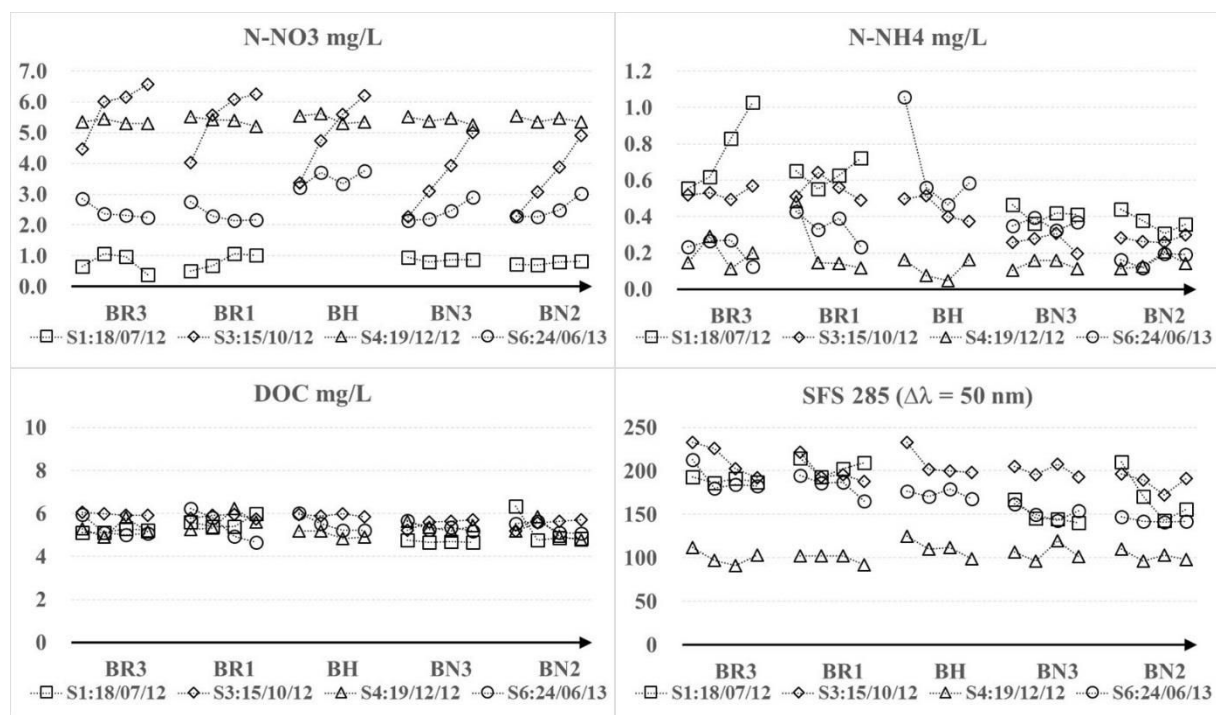 N-NO3 mg/L
7.0
6.0
5.0
4.0
3.0
2.0
1.0
0.0
BR3 BR1 BH BN3 BN2
S1:18/07/12 S3:15/10/12 S4:19/12/12 S6:24/06/13
N-NH4 mg/L
1.2
1.0
0.8
0.6
0.4
0.2
0.0
BR3 BR1 BH BN3 BN2
S1:18/07/12 S3:15/10/12 S4:19/12/12 S6:24/06/13
DOC mg/L
10
8
6
4
2
0
BR3 BR1 BH BN3 BN2
S1:18/07/12 S3:15/10/12 S4:19/12/12 S6:24/06/13
SFS 285 (Δλ = 50 nm)
250
200
150
100
50
0
BR3 BR1 BH BN3 BN2
S1:18/07/12 S3:15/10/12 S4:19/12/12 S6:24/06/13